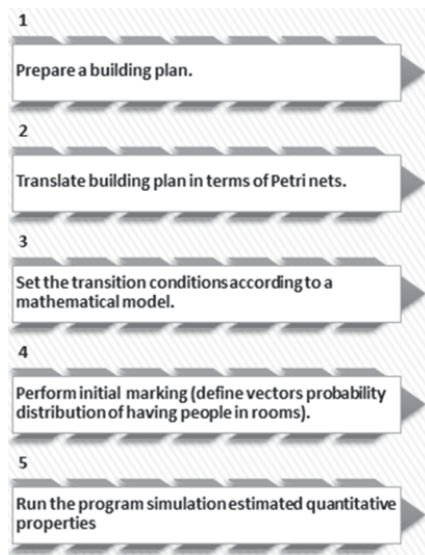 1
Prepare a building plan.
2
Translate building plan in terms of Petri nets.
3
Set the transition conditions according to a
mathematical model.
4
Perform initial marking (define vectors probability
distribution of having people in rooms).
5
Run the program simulation estimated quantitative
properties